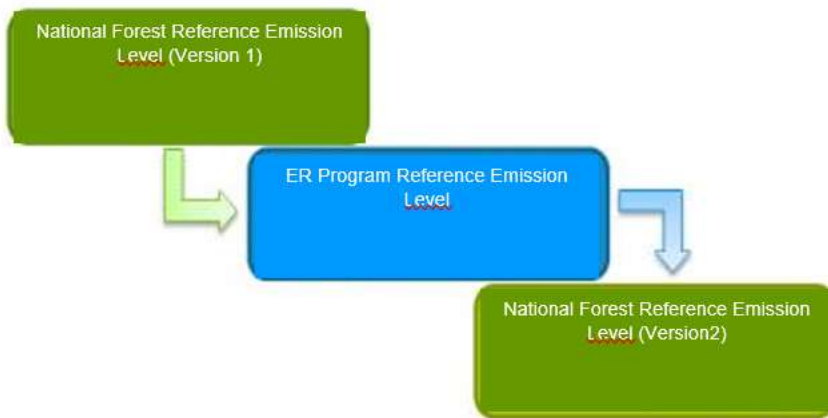 National Forest Reference Emission
Level (Version 1)
ER Program Reference Emission
Level
National Forest Reference Emission
Level (Version2)